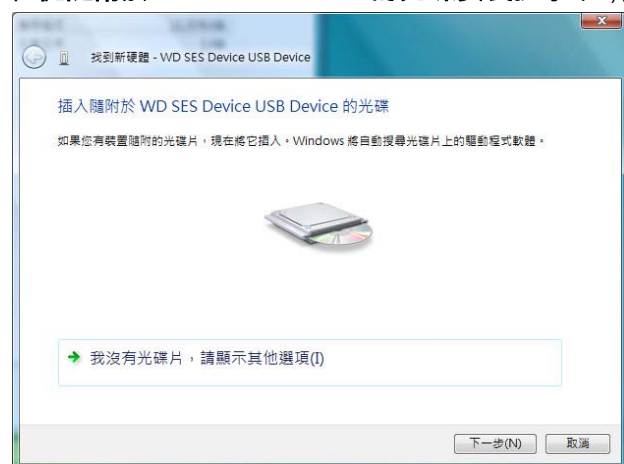 找到新硬體 - WD SES Device USB Device
插入隨附於 WD SES Device USB Device 的光碟
如果您有裝置隨附的光碟片，現在將它插入。Windows 將自動搜尋光碟片上的驅動程式軟體。
我沒有光碟片，請顯示其他選項(I)
下一步(N)
取消